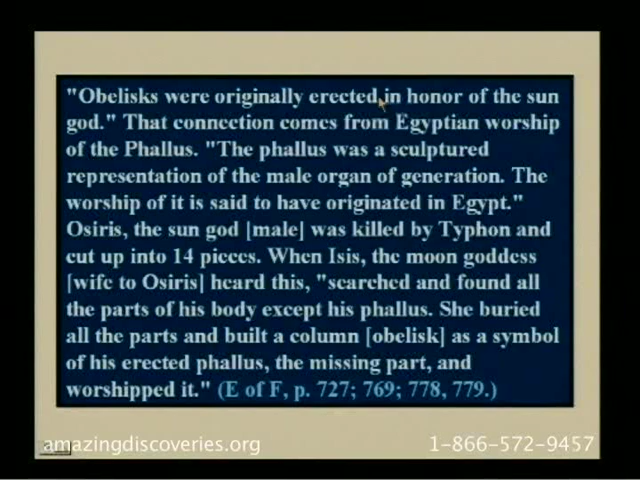 "Obelisks were originally erected in honor of the sun
god." That connection comes from Egyptian worship
of the Phallus. "The phallus was a sculptured
representation of the male organ of generation. The
worship of it is said to have originated in Egypt."
Osiris, the sun god [male] was killed by Typhon and
cut up into 14 pieces. When Isis, the moon goddess
[wife to Osiris] heard this, "searched and found all
the parts of his body except his phallus. She buried
all the parts and built a column [obelisk] as a symbol
of his erected phallus, the missing part, and
worshipped it." (E of F, p. 727; 769; 778, 779.)
amazingdiscoveries.org 1-866-572-9457